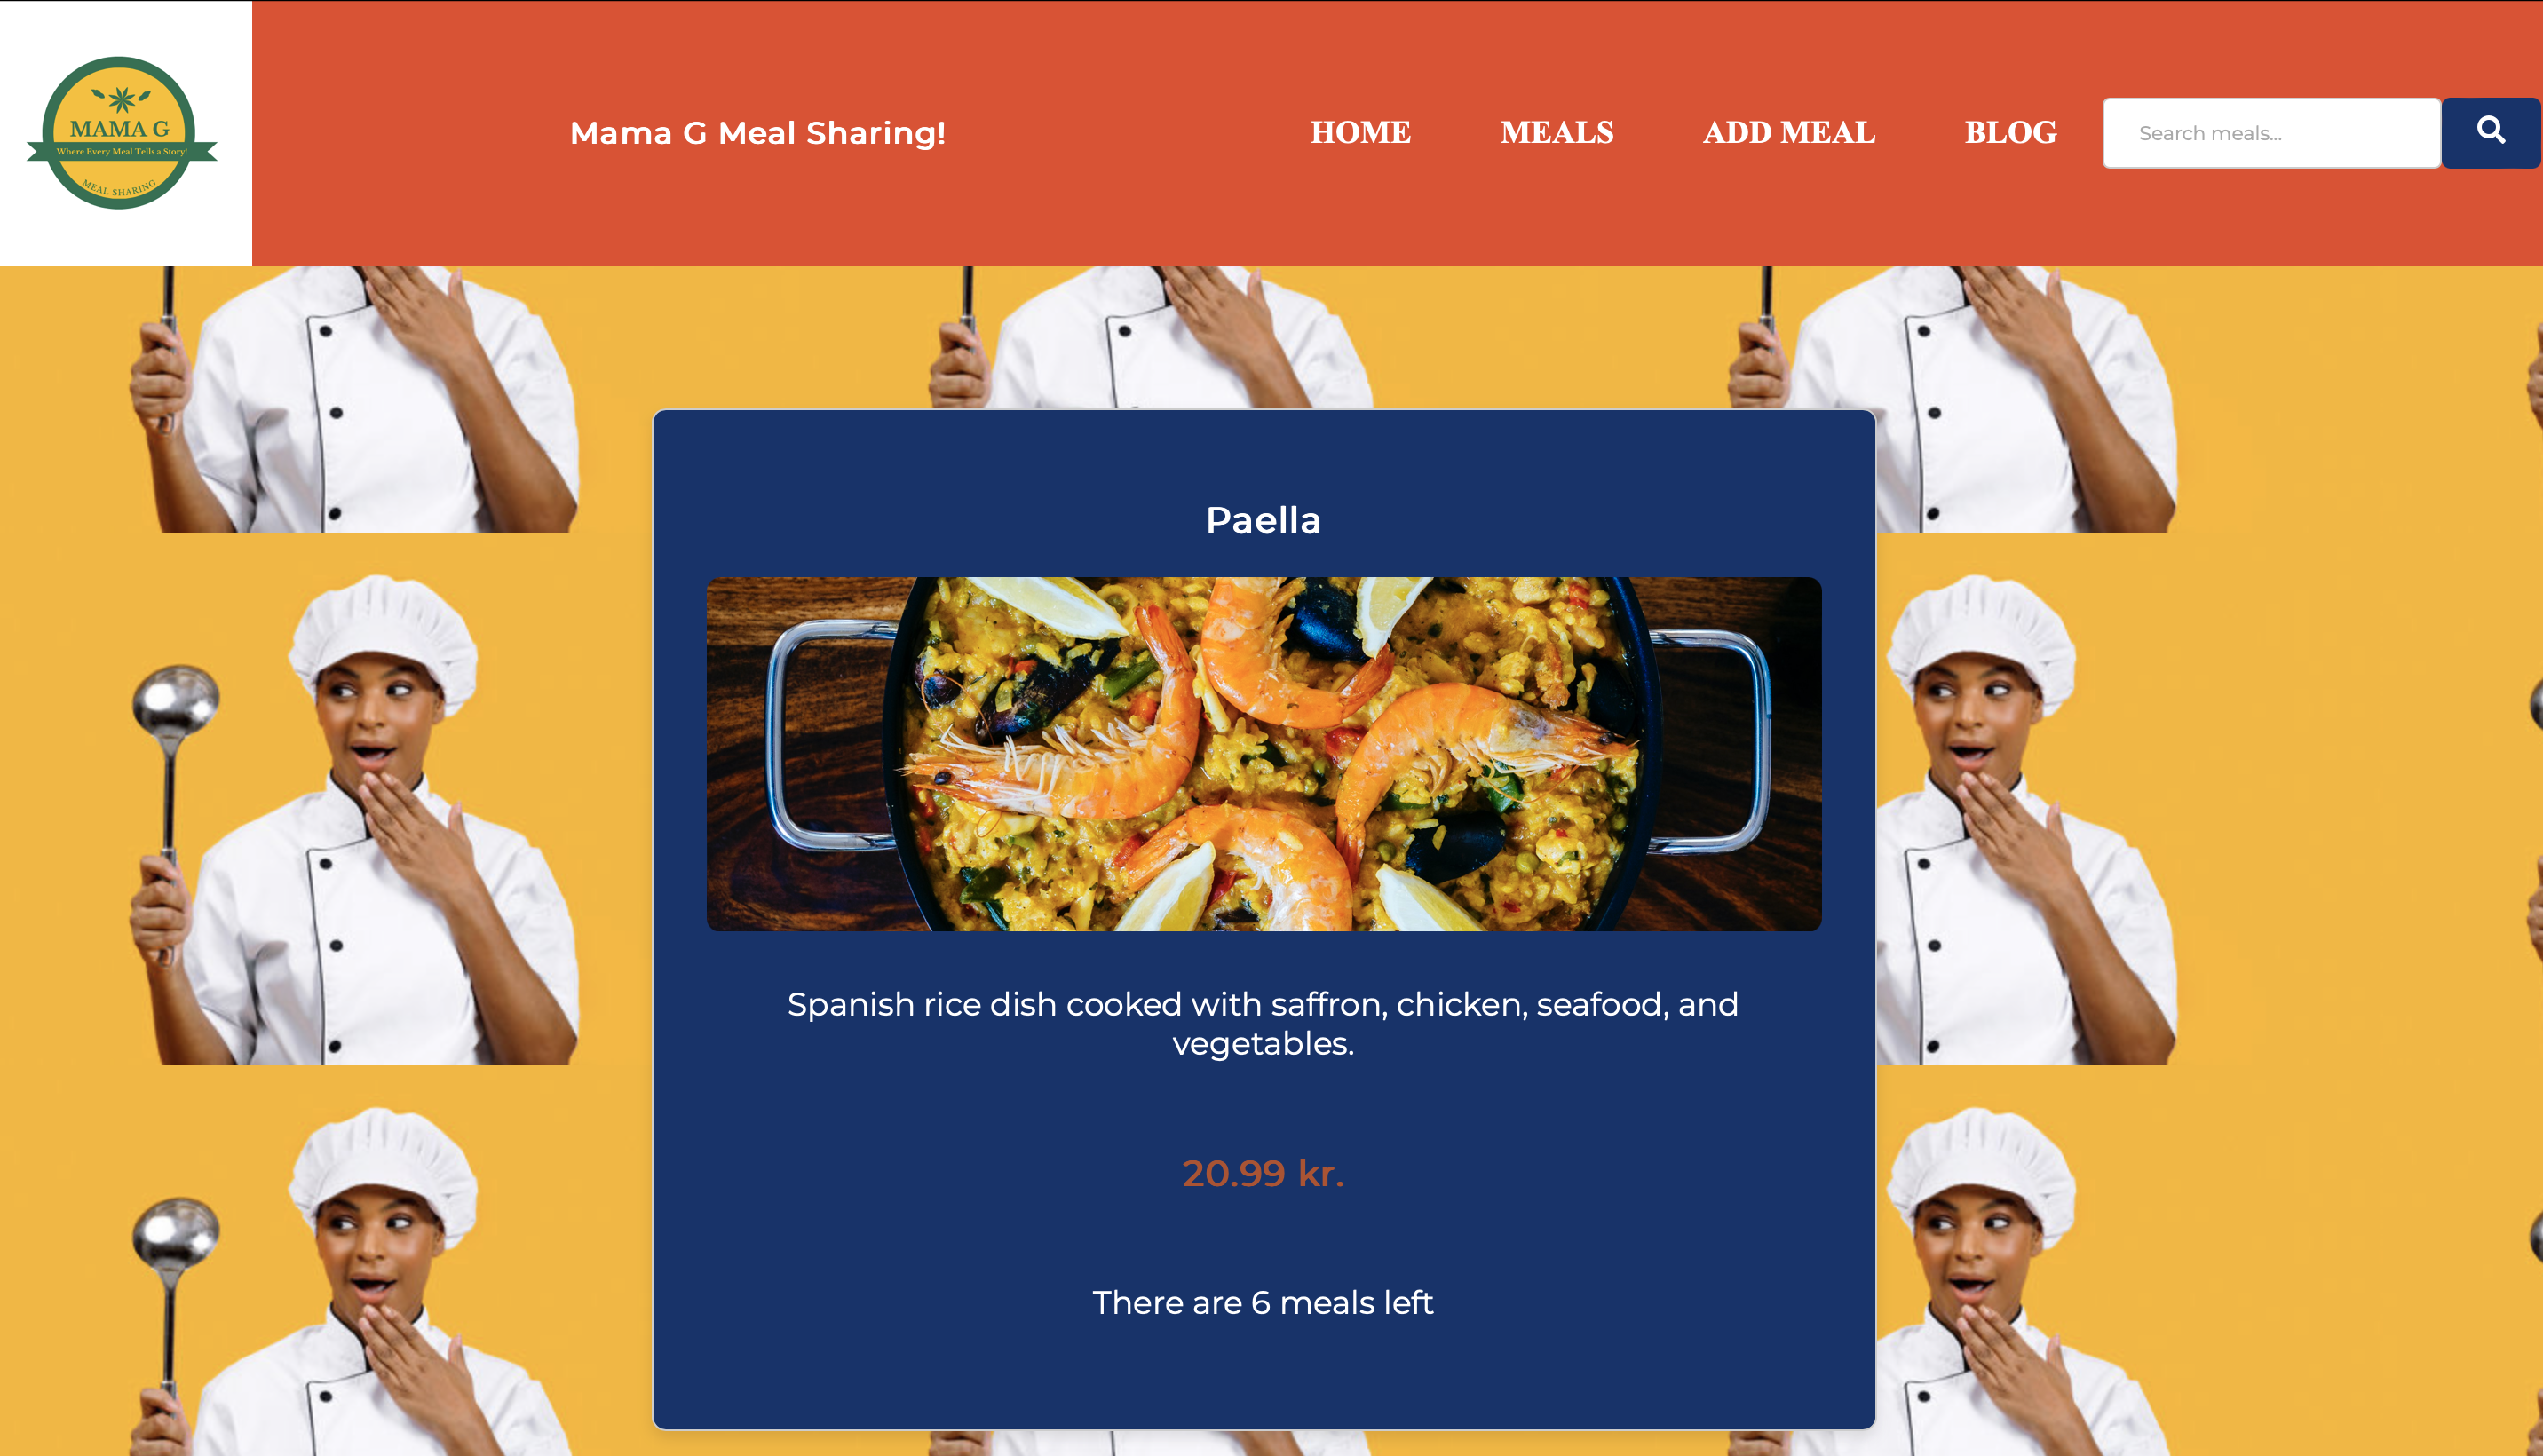 MAMA G
Where Every Meal Tells a Story!
MEAL SHARING
Mama G Meal Sharing!
HOME
MEALS
ADD MEAL
BLOG
Search meals...
Paella
Spanish rice dish cooked with saffron, chicken, seafood, and
vegetables.
20.99 kr.
There are 6 meals left